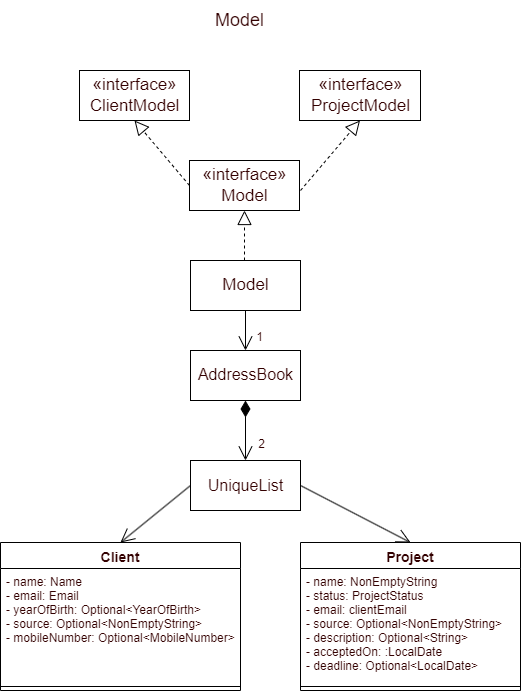 Model
«interface»
ClientModel
«interface»
ProjectModel
«interface»
Model
Model
1
AddressBook
2
UniqueList
Client
- name: Name
- email: Email
- yearOfBirth: Optional<YearOfBirth>
- source: Optional<NonEmptyString>
- mobileNumber: Optional<MobileNumber>
Project
- name: NonEmptyString
- status: ProjectStatus
- email: clientEmail
- source: Optional<NonEmptyString>
- description: Optional<String>
- acceptedOn: :LocalDate
- deadline: Optional<LocalDate>